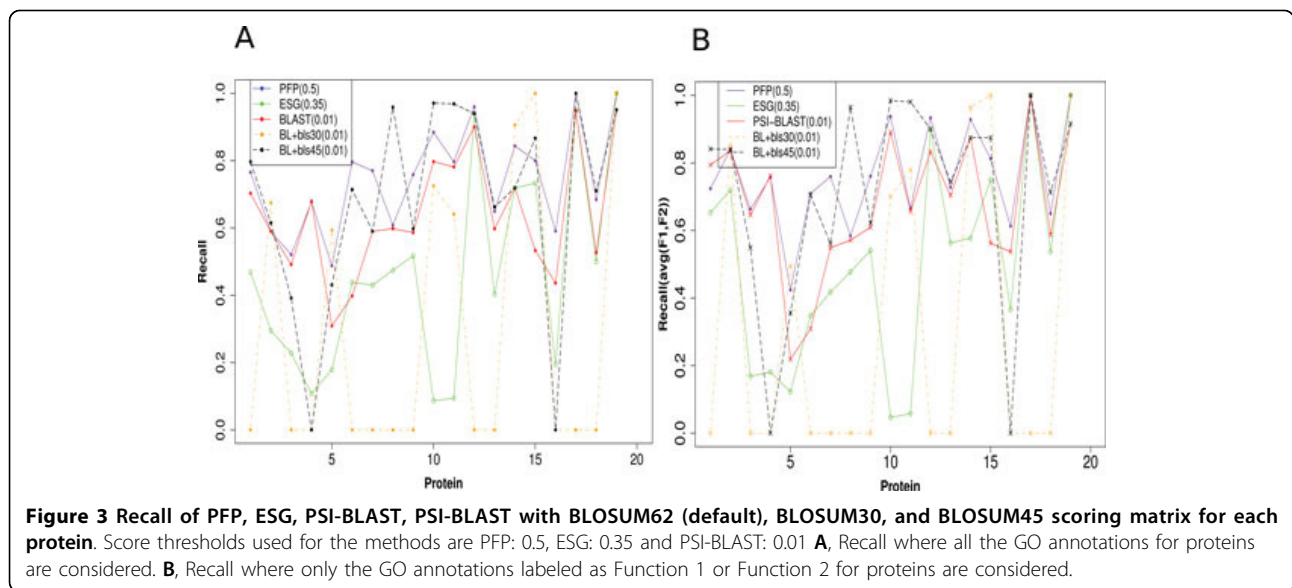 A
PFP(0.5)
ESG(0.35)
BLAST(0.01)
BL+bls30(0.01)
BL+bls45(0.01)
Recall
0.0 0.2 0.4 0.6 0.8 1.0
5 10 15 20
Protein
B
PFP(0.5)
ESG(0.35)
PSI-BLAST(0.01)
BL+bls30(0.01)
BL+bls45(0.01)
Recall(avg(F1,F2))
0.0 0.2 0.4 0.6 0.8 1.0
5 10 15 20
Protein
Figure 3 Recall of PFP, ESG, PSI-BLAST, PSI-BLAST with BLOSUM62 (default), BLOSUM30, and BLOSUM45 scoring matrix for each
protein. Score thresholds used for the methods are PFP: 0.5, ESG: 0.35 and PSI-BLAST: 0.01 A, Recall where all the GO annotations for proteins
are considered. B, Recall where only the GO annotations labeled as Function 1 or Function 2 for proteins are considered.